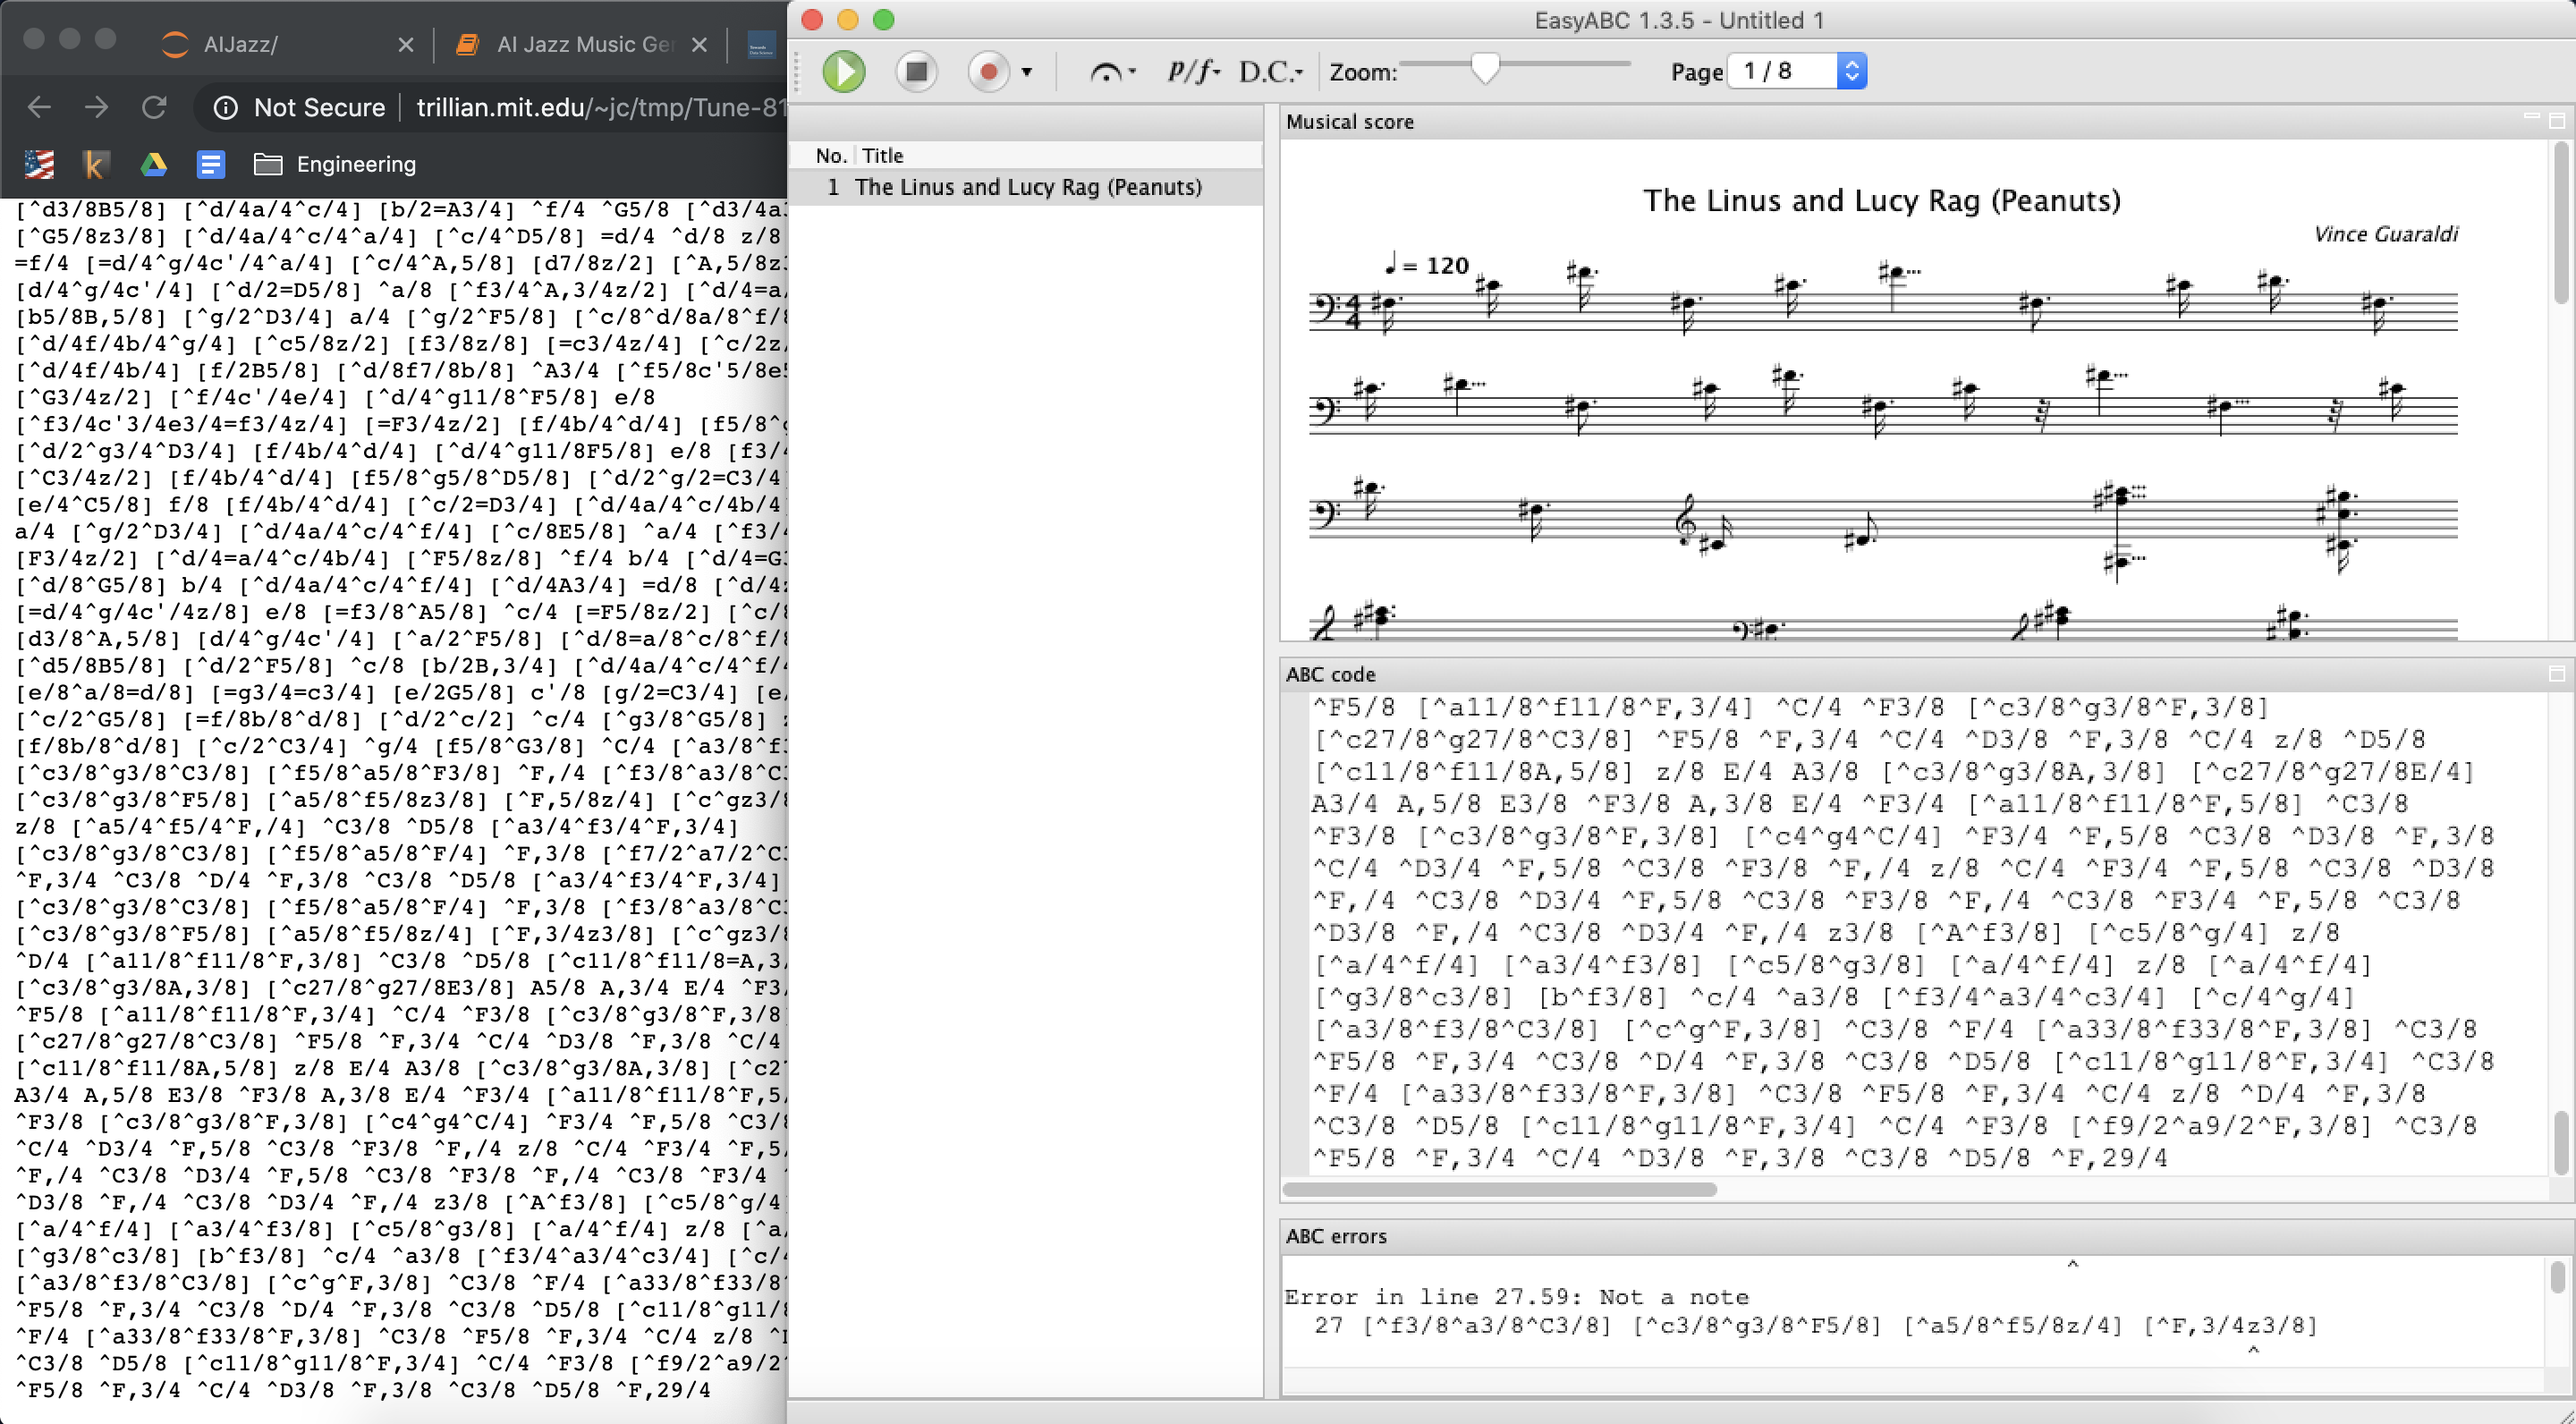 AIJazz/
AI Jazz Music Ge
Not Secure
trillian.mit.edu/~jc/tmp/Tune-81
Engineering
[^d3/8B5/8] [^d/4a/4^c/4] [b/2=A3/4] ^f/4 ^G5/8 [^d3/4a
[^G5/8z3/8] [^d/4a/4^c/4^a/4] [^c/4^D5/8] =d/4 ^d/8 z/8
=f/4 [=d/4^g/4c'/4^a/4] [^c/4^A,5/8] [d7/8z/2] [^A,5/8z
[d/4^g/4c'/4] [^d/2=D5/8] ^a/8 [^f3/4^A,3/4z/2] [^d/4=a/
[b5/8B,5/8] [^g/2^D3/4] a/4 [^g/2^F5/8] [^c/8^d/8a/8^f/
[^d/4f/4b/4^g/4] [^c5/8z/2] [f3/8z/8] [=c3/4z/4] [^c/2z
[^d/4f/4b/4] [f/2B5/8] [^d/8f7/8b/8] ^A3/4 [^f5/8c'5/8e
[^G3/4z/2] [^f/4c'/4e/4] [^d/4^g11/8^F5/8] e/8
^f3/4c'3/4e3/4=f3/4z/4] [=F3/4z/2] [f/4b/4^d/4] [f5/8^
[^d/2^g3/4^D3/4] [f/4b/4^d/4] [^d/4^g11/8F5/8] e/8 [f3/
[^C3/4z/2] [f/4b/4^d/4] [f5/8^g5/8^D5/8] [^d/2^g/2=C3/4
[e/4^C5/8] f/8 [f/4b/4^d/4] [^c/2=D3/4] [^d/4a/4^c/4b/4
a/4 [^g/2^D3/4] [^d/4a/4^c/4^f/4] [^c/8E5/8] ^a/4 [^f3/
[F3/4z/2] [^d/4=a/4^c/4b/4] [^F5/8z/8] ^f/4 b/4 [^d/4=G
[^d/8^G5/8] b/4 [^d/4a/4^c/4^f/4] [^d/4A3/4] =d/8 [^d/4
[=d/4^g/4c'/4z/8] e/8 [=f3/8^A5/8] ^c/4 [=F5/8z/2] [^c/
[d3/8^A,5/8] [d/4^g/4c'/4] [^a/2^F5/8] [^d/8=a/8^c/8^f/
[^d5/8B5/8] [^d/2^F5/8] ^c/8 [b/2B,3/4] [^d/4a/4^c/4^f/
[e/8^a/8=d/8] [=g3/4=c3/4] [e/2G5/8] c'/8 [g/2=C3/4] [e
[^c/2^G5/8] [=f/8b/8^d/8] [^d/2^c/2] ^c/4 [^g3/8^G5/8]
[f/8b/8^d/8] [^c/2^C3/4] ^g/4 [f5/8^G3/8] ^C/4 [^a3/8^f
[^c3/8^g3/8^C3/8] [^f5/8^a5/8^F3/8] ^F,/4 [^f3/8^a3/8^C
[^c3/8^g3/8^F5/8] [^a5/8^f5/8z3/8] [^F,5/8z/4] [^c^gz3/
z/8 [^a5/4^f5/4^F,/4] ^C3/8 ^D5/8 [^a3/4^f3/4^F,3/4]
[^c3/8^g3/8^C3/8] [^f5/8^a5/8^F/4] ^F,3/8 [^f7/2^a7/2^C
^F,3/4 ^C3/8 ^D/4 ^F,3/8 ^C3/8 ^D5/8 [^a3/4^f3/4^F,3/4]
[^c3/8^g3/8^C3/8] [^f5/8^a5/8^F/4] ^F,3/8 [^f3/8^a3/8^C
[^c3/8^g3/8^F5/8] [^a5/8^f5/8z/4] [^F,3/4z3/8] [^c^gz3/
^D/4 [^a11/8^f11/8^F,3/8] ^C3/8 ^D5/8 [^c11/8^f11/8=A,3
[^c3/8^g3/8A,3/8] [^c27/8^g27/8E3/8] A5/8 A,3/4 E/4 ^F3
^F5/8 [^a11/8^f11/8^F,3/4] ^C/4 ^F3/8 [^c3/8^g3/8^F,3/8
[^c27/8^g27/8^C3/8] ^F5/8 ^F,3/4 ^C/4 ^D3/8 ^F,3/8 ^C/4
[^c11/8^f11/8A,5/8] z/8 E/4 A3/8 [^c3/8^g3/8A,3/8] [^c2
A3/4 A,5/8 E3/8 ^F3/8 A,3/8 E/4 ^F3/4 [^a11/8^f11/8^F,5
^F3/8 [^c3/8^g3/8^F,3/8] [^c4^g4^C/4] ^F3/4 ^F,5/8 ^C3/
^C/4 ^D3/4 ^F,5/8 ^C3/8 ^F3/8 ^F,/4 z/8 ^C/4 ^F3/4 ^F,5
^F,/4 ^C3/8 ^D3/4 ^F,5/8 ^C3/8 ^F3/8 ^F,/4 ^C3/8 ^F3/4
^D3/8 ^F,/4 ^C3/8 ^D3/4 ^F,/4 z3/8 [^A^f3/8] [^c5/8^g/4
[^a/4^f/4] [^a3/4^f3/8] [^c5/8^g3/8] [^a/4^f/4] z/8 [^a
[^g3/8^c3/8] [b^f3/8] ^c/4 ^a3/8 [^f3/4^a3/4^c3/4] [^c/
[^a3/8^f3/8^C3/8] [^c^g^F,3/8] ^C3/8 ^F/4 [^a33/8^f33/8
^F5/8 ^F,3/4 ^C3/8 ^D/4 ^F,3/8 ^C3/8 ^D5/8 [^c11/8^g11/
^F/4 [^a33/8^f33/8^F,3/8] ^C3/8 ^F5/8 ^F,3/4 ^C/4 z/8 ^
^C3/8 ^D5/8 [^c11/8^g11/8^F,3/4] ^C/4 ^F3/8 [^f9/2^a9/2
^F5/8 ^F,3/4 ^C/4 ^D3/8 ^F,3/8 ^C3/8 ^D5/8 ^F,29/4
EasyABC 1.3.5 - Untitled 1
p/f D.C. Zoom: Page 1 / 8
No. Title
1 The Linus and Lucy Rag (Peanuts)
Musical score
The Linus and Lucy Rag (Peanuts)
Vince Guaraldi
♩ = 120
ABC code
^F5/8 [^a11/8^f11/8^F,3/4] ^C/4 ^F3/8 [^c3/8^g3/8^F,3/8]
[^c27/8^g27/8^C3/8] ^F5/8 ^F,3/4 ^C/4 ^D3/8 ^F,3/8 ^C/4 z/8 ^D5/8
[^c11/8^f11/8A,5/8] z/8 E/4 A3/8 [^c3/8^g3/8A,3/8] [^c27/8^g27/8E/4]
A3/4 A,5/8 E3/8 ^F3/8 A,3/8 E/4 ^F3/4 [^a11/8^f11/8^F,5/8] ^C3/8
^F3/8 [^c3/8^g3/8^F,3/8] [^c4^g4^C/4] ^F3/4 ^F,5/8 ^C3/8 ^D3/8 ^F,3/8
^C/4 ^D3/4 ^F,5/8 ^C3/8 ^F3/8 ^F,/4 z/8 ^C/4 ^F3/4 ^F,5/8 ^C3/8 ^D3/8
^F,/4 ^C3/8 ^D3/4 ^F,5/8 ^C3/8 ^F3/8 ^F,/4 ^C3/8 ^F3/4 ^F,5/8 ^C3/8
^D3/8 ^F,/4 ^C3/8 ^D3/4 ^F,/4 z3/8 [^A^f3/8] [^c5/8^g/4] z/8
[^a/4^f/4] [^a3/4^f3/8] [^c5/8^g3/8] [^a/4^f/4] z/8 [^a/4^f/4]
[^g3/8^c3/8] [b^f3/8] ^c/4 ^a3/8 [^f3/4^a3/4^c3/4] [^c/4^g/4]
[^a3/8^f3/8^C3/8] [^c^g^F,3/8] ^C3/8 ^F/4 [^a33/8^f33/8^F,3/8] ^C3/8
^F5/8 ^F,3/4 ^C3/8 ^D/4 ^F,3/8 ^C3/8 ^D5/8 [^c11/8^g11/8^F,3/4] ^C3/8
^F/4 [^a33/8^f33/8^F,3/8] ^C3/8 ^F5/8 ^F,3/4 ^C/4 z/8 ^D/4 ^F,3/8
^C3/8 ^D5/8 [^c11/8^g11/8^F,3/4] ^C/4 ^F3/8 [^f9/2^a9/2^F,3/8] ^C3/8
^F5/8 ^F,3/4 ^C/4 ^D3/8 ^F,3/8 ^C3/8 ^D5/8 ^F,29/4
ABC errors
^
Error in line 27.59: Not a note
27 [^f3/8^a3/8^C3/8] [^c3/8^g3/8^F5/8] [^a5/8^f5/8z/4] [^F,3/4z3/8]
^